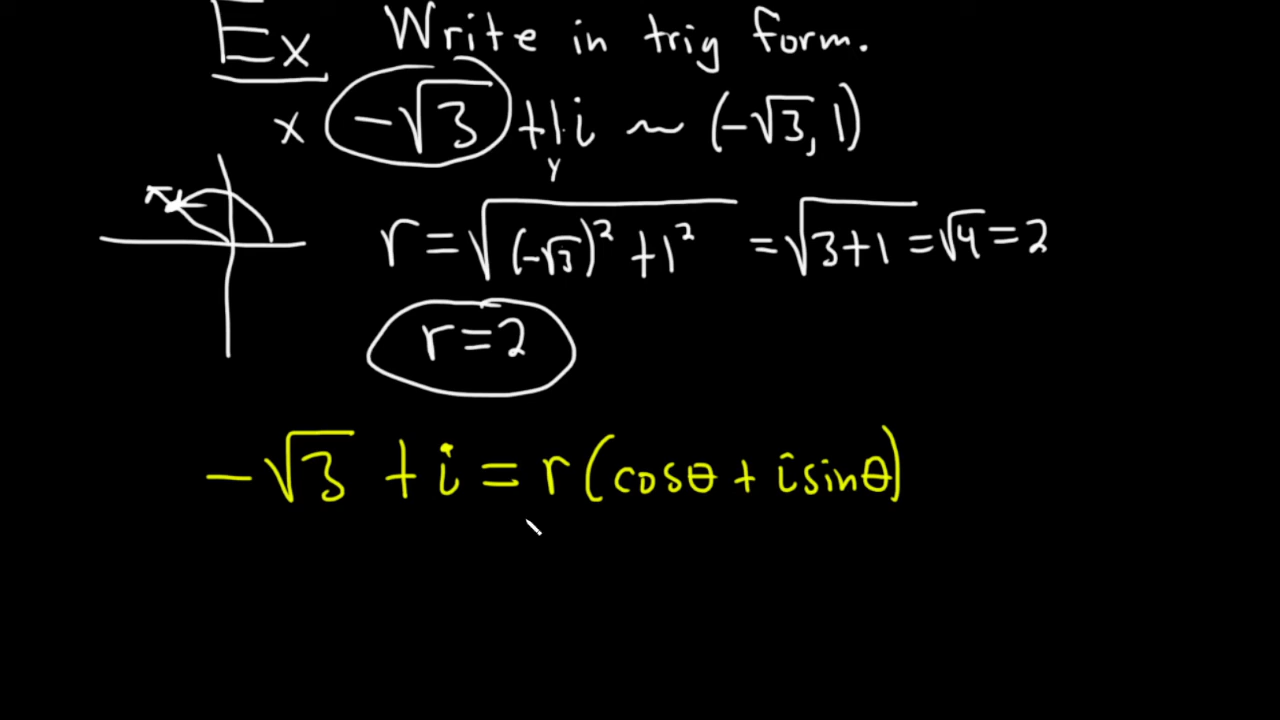 Ex Write in trig form.
x -√3 + 1i ~ (-√3, 1)
y
r = √((-√3)² + 1²) = √(3+1) = √4 = 2
r = 2
-√3 + i = r(cosθ + i sinθ)